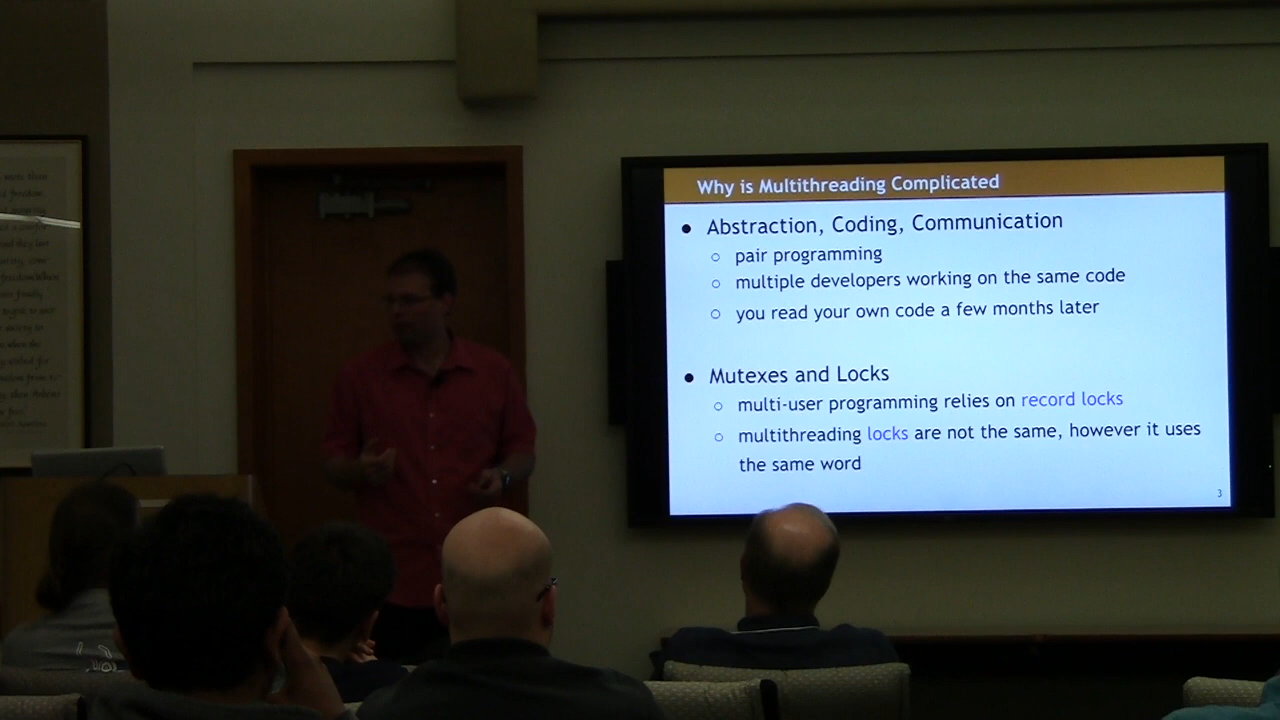 Why is Multithreading Complicated
● Abstraction, Coding, Communication
○ pair programming
○ multiple developers working on the same code
○ you read your own code a few months later
● Mutexes and Locks
○ multi-user programming relies on record locks
○ multithreading locks are not the same, however it uses
the same word
3